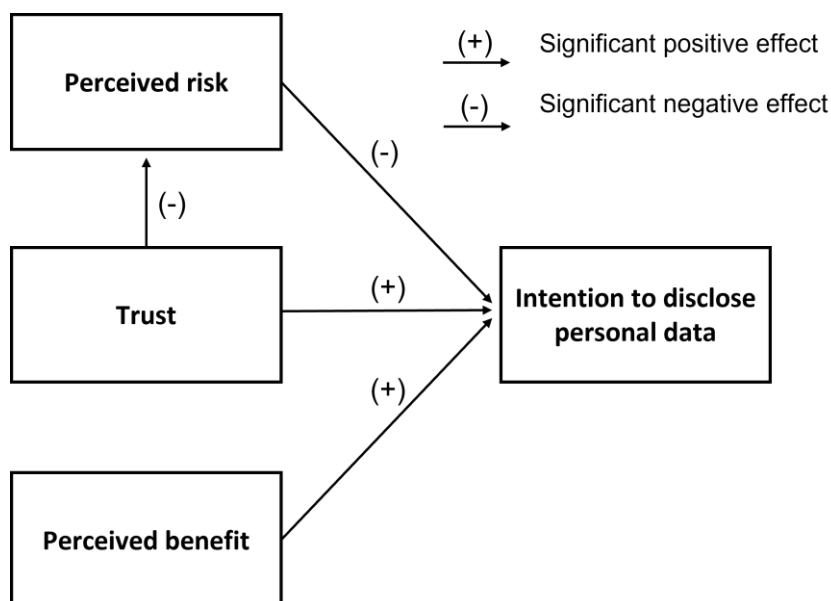 (+) Significant positive effect
Perceived risk
(-) Significant negative effect
(-)
(-)
(+)
Trust
Intention to disclose
personal data
(+)
Perceived benefit